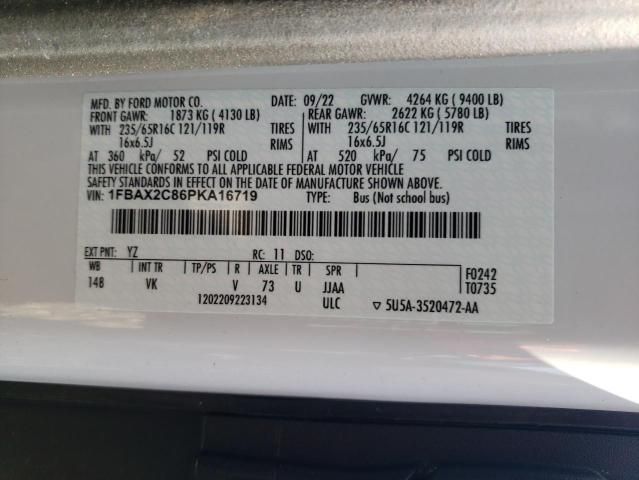 MFD. BY FORD MOTOR CO. DATE: 09/22 GVWR: 4264 KG (9400 LB)
FRONT GAWR: 1873 KG (4130 LB) REAR GAWR: 2622 KG (5780 LB)
WITH 235/65R16C 121/119R TIRES WITH 235/65R16C 121/119R TIRES
16x6.5J RIMS 16x6.5J RIMS
AT 360 kPa/ 52 PSI COLD AT 520 kPa/ 75 PSI COLD
THIS VEHICLE CONFORMS TO ALL APPLICABLE FEDERAL MOTOR VEHICLE
SAFETY STANDARDS IN EFFECT ON THE DATE OF MANUFACTURE SHOWN ABOVE.
VIN: 1FBAX2C86PKA16719 TYPE: Bus (Not school bus)
EXT PNT: YZ RC: 11 DSO: F0242
WB INT TR TP/PS R AXLE TR SPR T0735
148 VK V 73 U JJAA
1202209223134 ULC ▽ 5U5A-3520472-AA